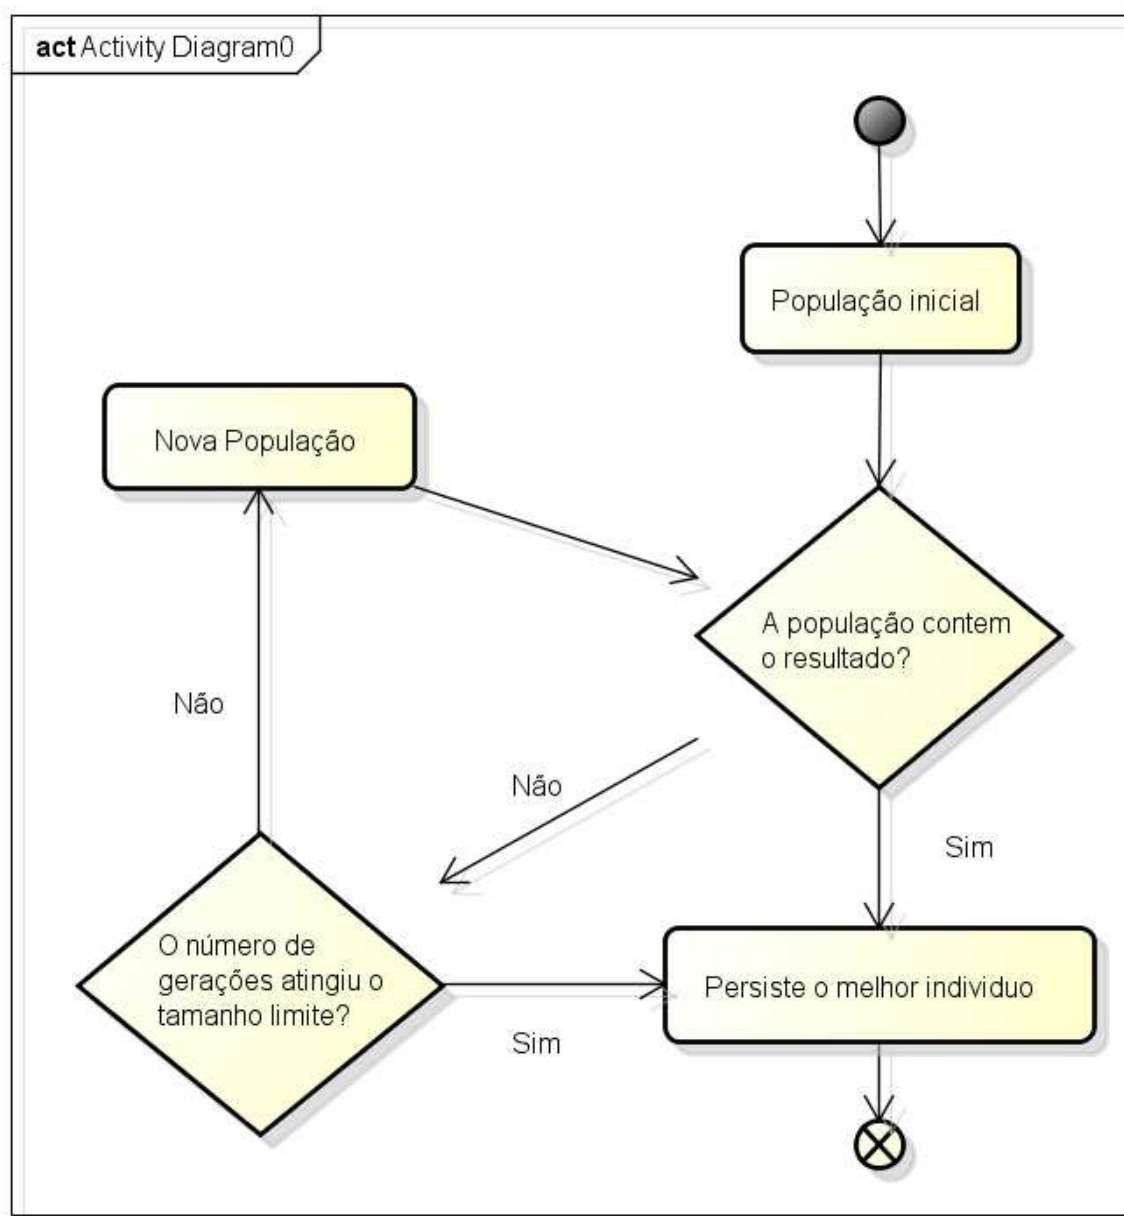 act Activity Diagram0
População inicial
Nova População
A população contem
o resultado?
Não
Não
Sim
O número de
gerações atingiu o
tamanho limite?
Persiste o melhor individuo
Sim